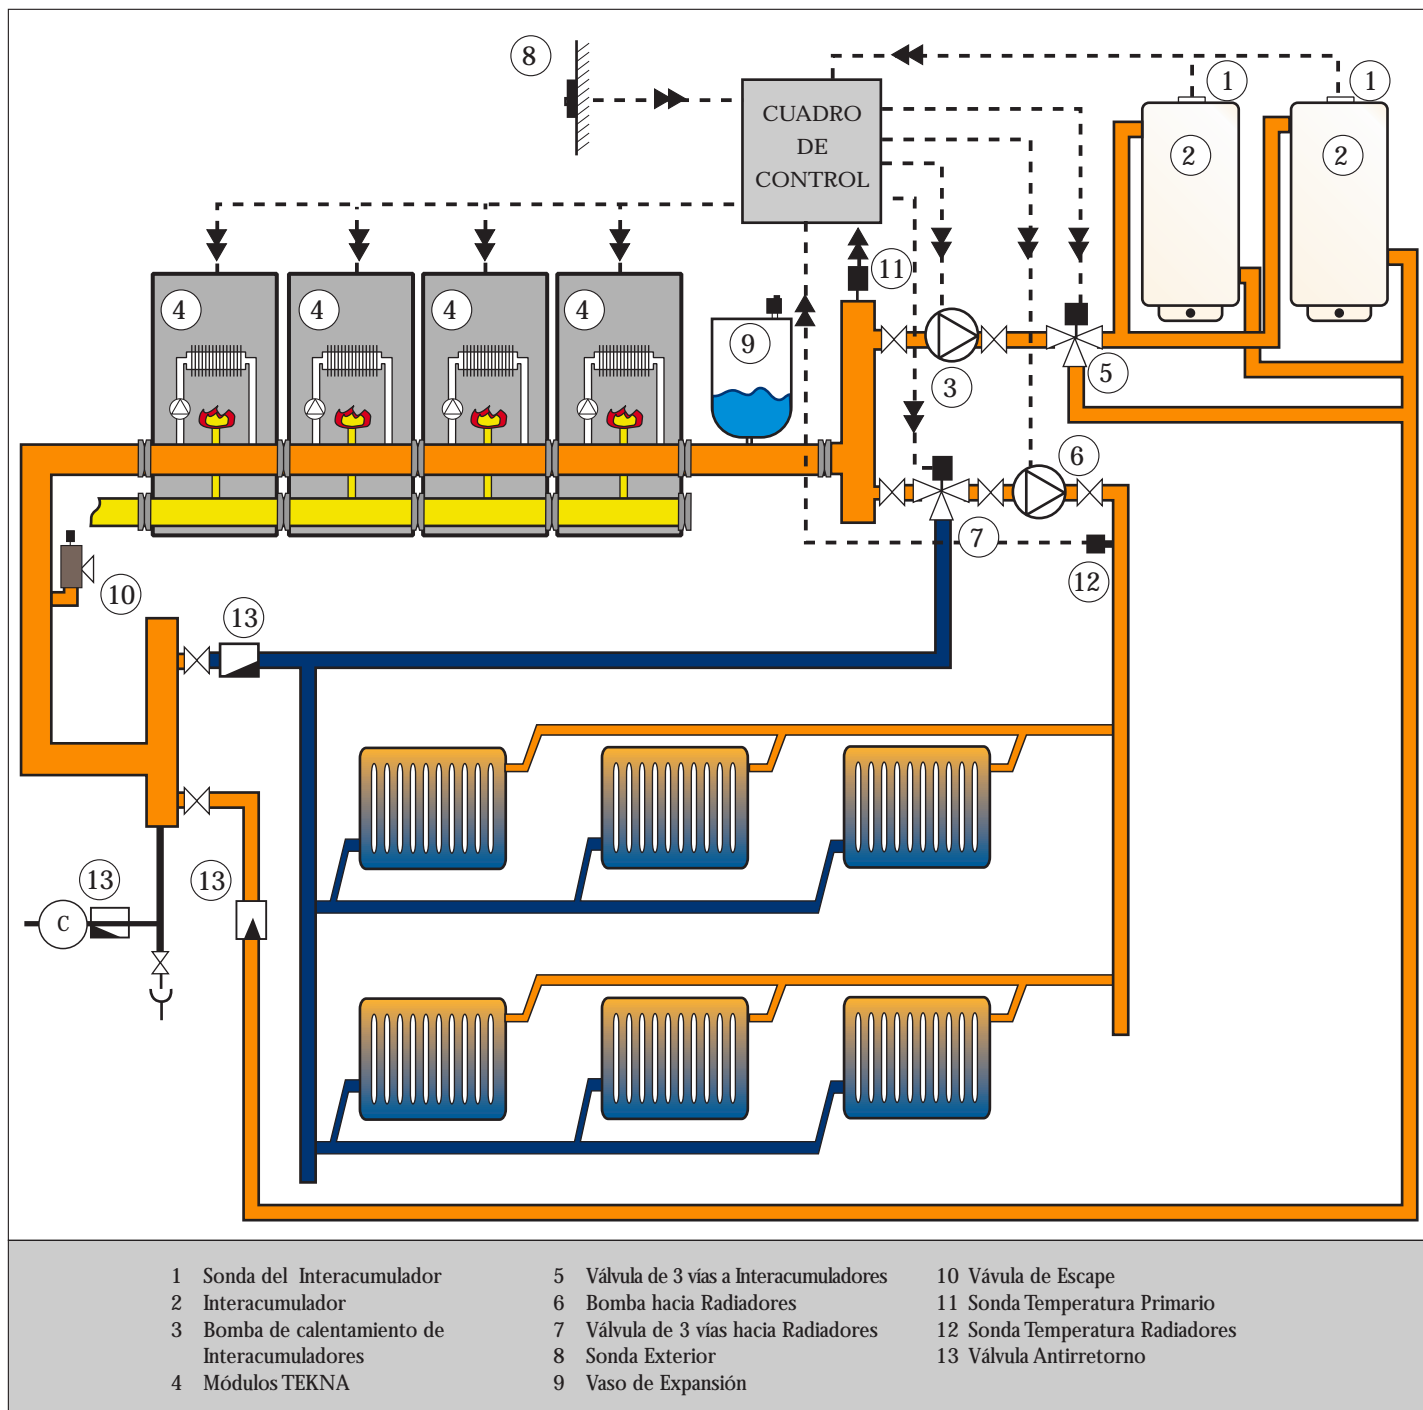 8
1
1
CUADRO
DE
CONTROL
2
2
11
4
4
4
4
9
3
5
6
7
12
10
13
13
13
C
1 Sonda del Interacumulador
2 Interacumulador
3 Bomba de calentamiento de
Interacumuladores
4 Módulos TEKNA
5 Válvula de 3 vías a Interacumuladores
6 Bomba hacia Radiadores
7 Válvula de 3 vías hacia Radiadores
8 Sonda Exterior
9 Vaso de Expansión
10 Vávula de Escape
11 Sonda Temperatura Primario
12 Sonda Temperatura Radiadores
13 Válvula Antirretorno